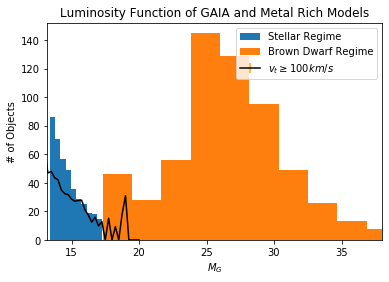 Luminosity Function of GAIA and Metal Rich Models
Stellar Regime
Brown Dwarf Regime
$v_t \geq 100km/s$
# of Objects
140
120
100
80
60
40
20
0
15
20
25
30
35
$M_G$